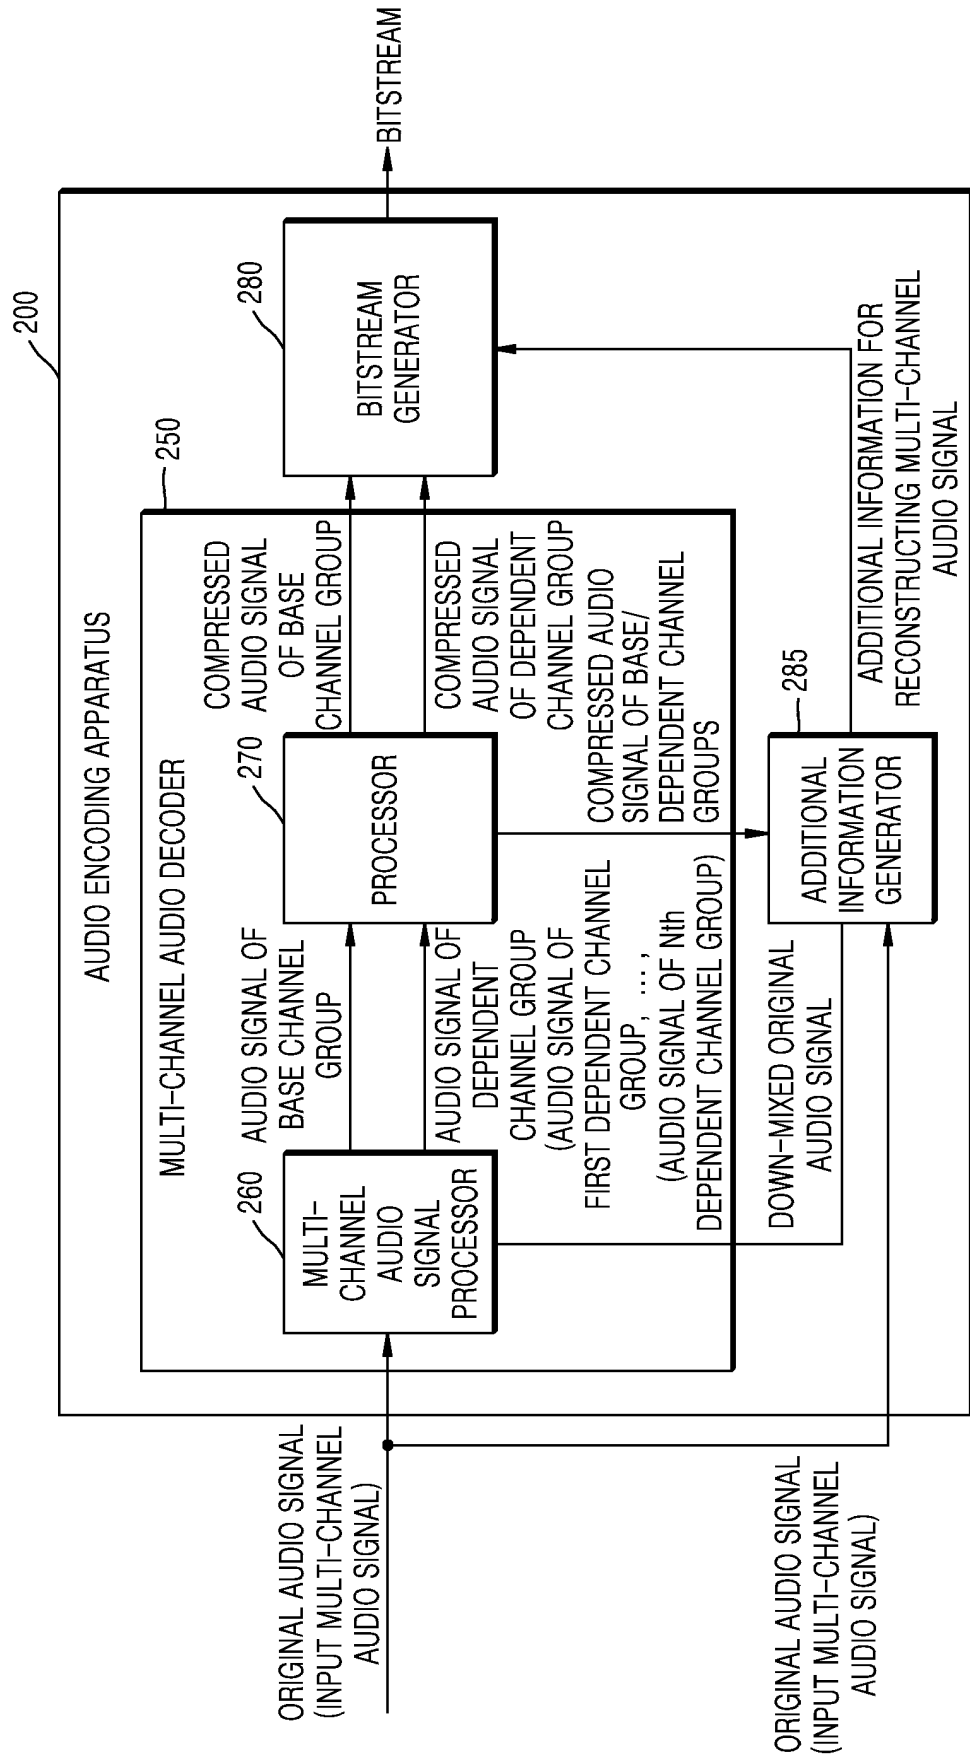 200
AUDIO ENCODING APPARATUS
250
MULTI-CHANNEL AUDIO DECODER
ORIGINAL AUDIO SIGNAL
(INPUT MULTI-CHANNEL
AUDIO SIGNAL)
260
MULTI-
CHANNEL
AUDIO
SIGNAL
PROCESSOR
AUDIO SIGNAL OF
BASE CHANNEL
GROUP
AUDIO SIGNAL OF
DEPENDENT
CHANNEL GROUP
(AUDIO SIGNAL OF
FIRST DEPENDENT CHANNEL
GROUP, ...,
(AUDIO SIGNAL OF Nth
DEPENDENT CHANNEL GROUP)
270
PROCESSOR
COMPRESSED
AUDIO SIGNAL
OF BASE
CHANNEL GROUP
COMPRESSED
AUDIO SIGNAL
OF DEPENDENT
CHANNEL GROUP
COMPRESSED AUDIO
SIGNAL OF BASE/
DEPENDENT CHANNEL
GROUPS
280
BITSTREAM
GENERATOR
BITSTREAM
ORIGINAL AUDIO SIGNAL
(INPUT MULTI-CHANNEL
AUDIO SIGNAL)
DOWN-MIXED ORIGINAL
AUDIO SIGNAL
285
ADDITIONAL
INFORMATION
GENERATOR
ADDITIONAL INFORMATION FOR
RECONSTRUCTING MULTI-CHANNEL
AUDIO SIGNAL